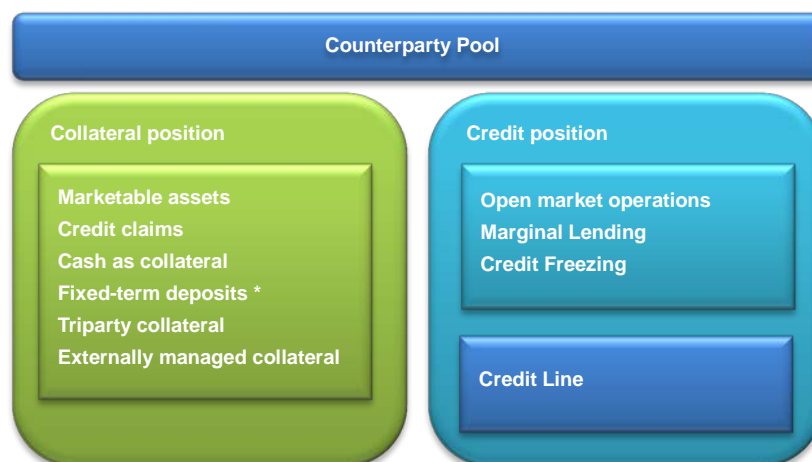 Counterparty Pool
Collateral position
Marketable assets
Credit claims
Cash as collateral
Fixed-term deposits *
Triparty collateral
Externally managed collateral
Credit position
Open market operations
Marginal Lending
Credit Freezing
Credit Line